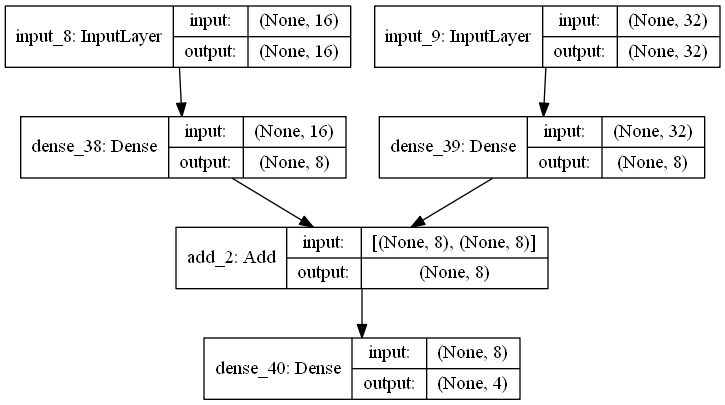 input_8: InputLayer input: (None, 16) output: (None, 16)
input_9: InputLayer input: (None, 32) output: (None, 32)
dense_38: Dense input: (None, 16) output: (None, 8)
dense_39: Dense input: (None, 32) output: (None, 8)
add_2: Add input: [(None, 8), (None, 8)] output: (None, 8)
dense_40: Dense input: (None, 8) output: (None, 4)